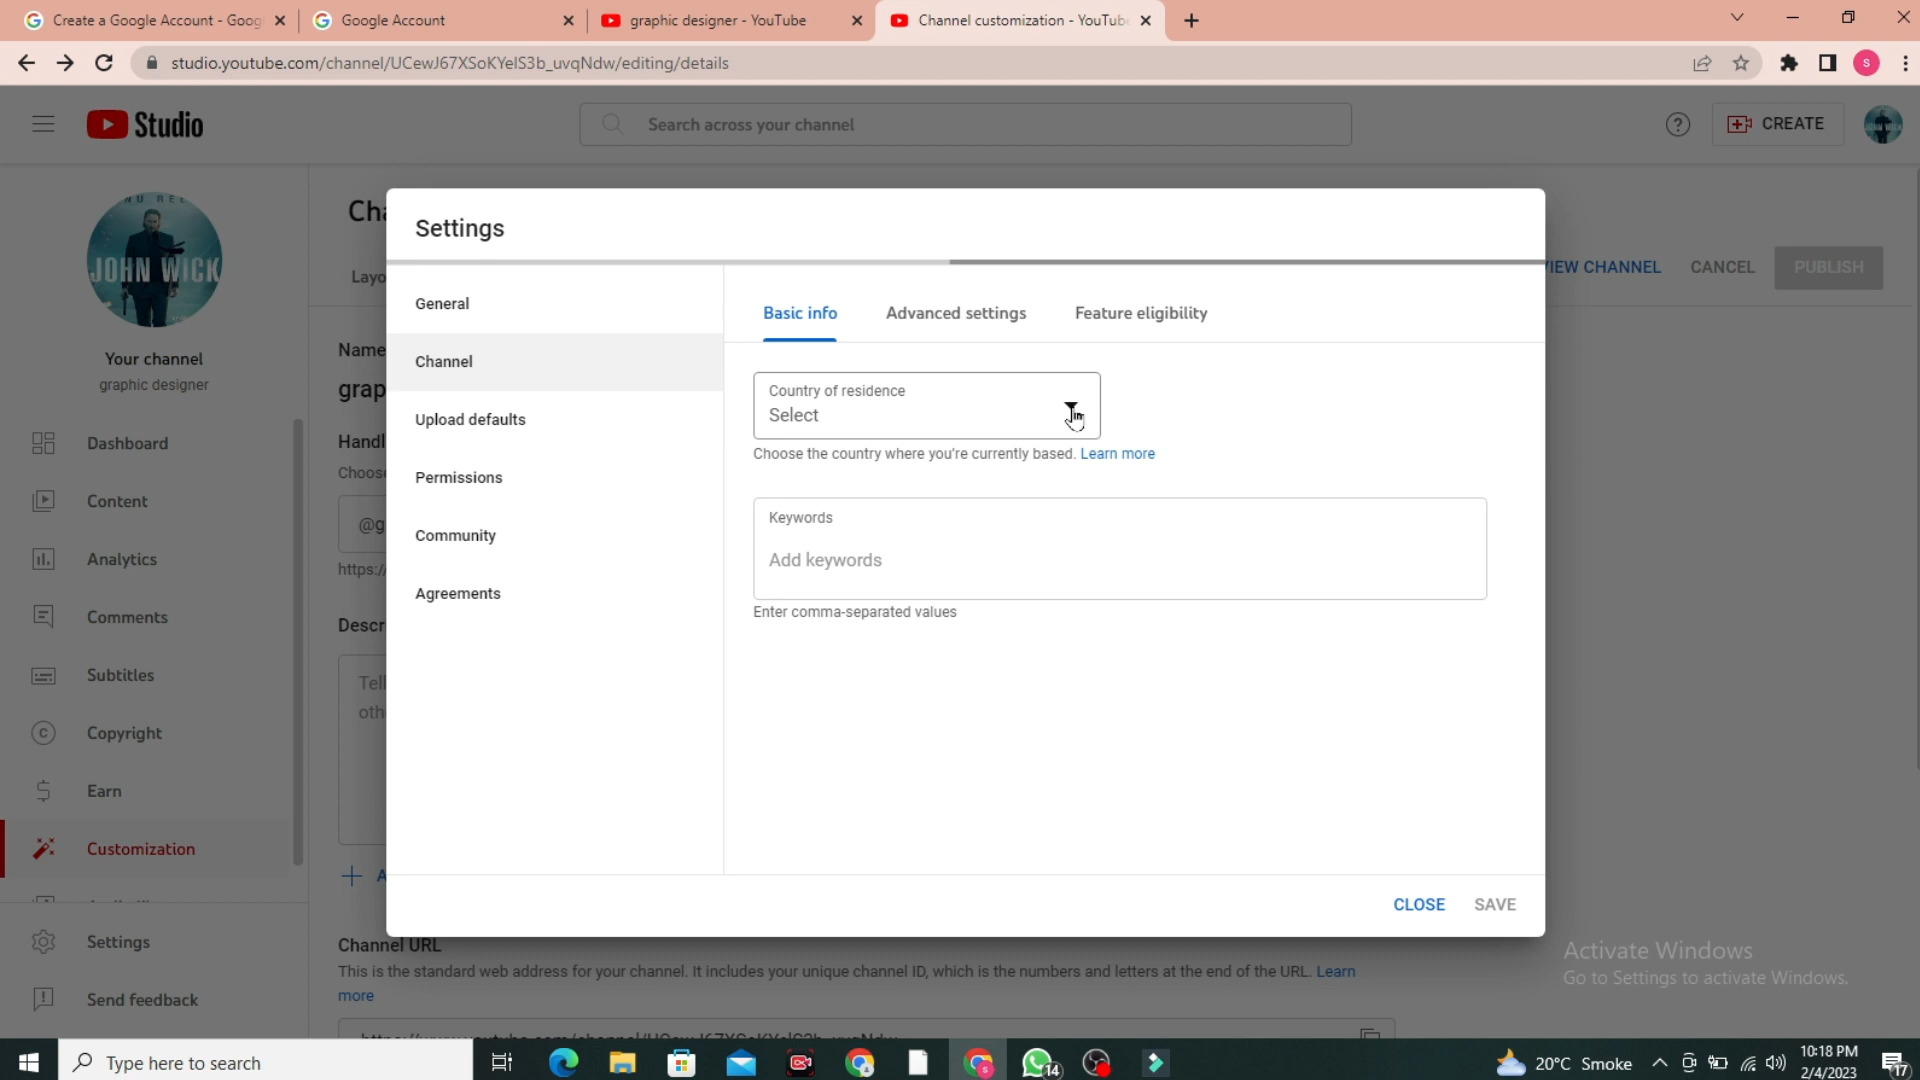 Create a Google Account - Goog
Google Account
graphic designer - YouTube
Channel customization - YouTube
studio.youtube.com/channel/UCewJ67XSoKYelS3b_uvqNdw/editing/details
Studio
Search across your channel
CREATE
JOHN WICK
Your channel
graphic designer
Dashboard
Content
Analytics
Comments
Subtitles
Copyright
Earn
Customization
Settings
Send feedback
Cha
Layo
VIEW CHANNEL
CANCEL
PUBLISH
Name
grap
Handl
Choose
@g
https:/
Descr
Tell
oth
Settings
General
Channel
Upload defaults
Permissions
Community
Agreements
Basic info
Advanced settings
Feature eligibility
Country of residence
Select
Choose the country where you're currently based. Learn more
Keywords
Add keywords
Enter comma-separated values
CLOSE
SAVE
Channel URL
This is the standard web address for your channel. It includes your unique channel ID, which is the numbers and letters at the end of the URL. Learn
more
Activate Windows
Go to Settings to activate Windows.
Type here to search
14
20°C Smoke
10:18 PM
2/4/2023
17